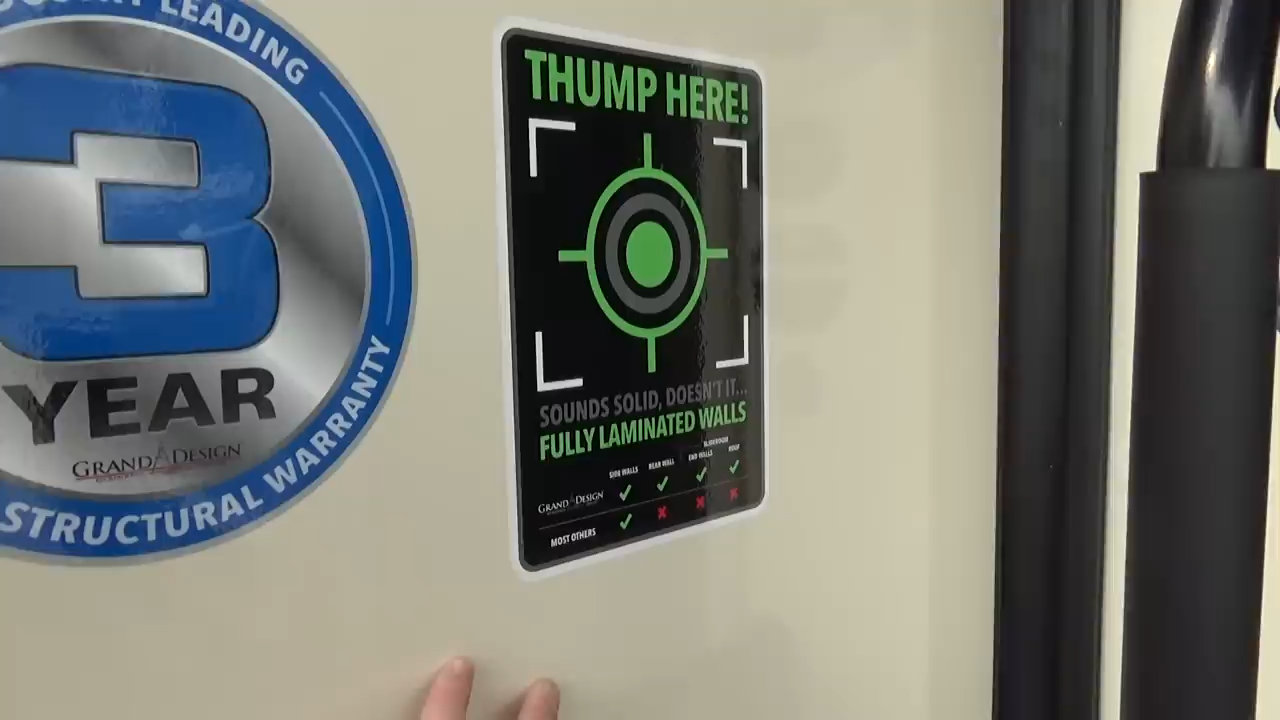 LEADING
3
YEAR
GRAND DESIGN
STRUCTURAL WARRANTY
THUMP HERE!
SOUNDS SOLID, DOESN'T IT...
FULLY LAMINATED WALLS
SIDE WALLS REAR WALL SLIDEROOM END WALLS ROOF
GRAND DESIGN ✓ ✓ ✓ ✓
MOST OTHERS ✓ ✗ ✗ ✗